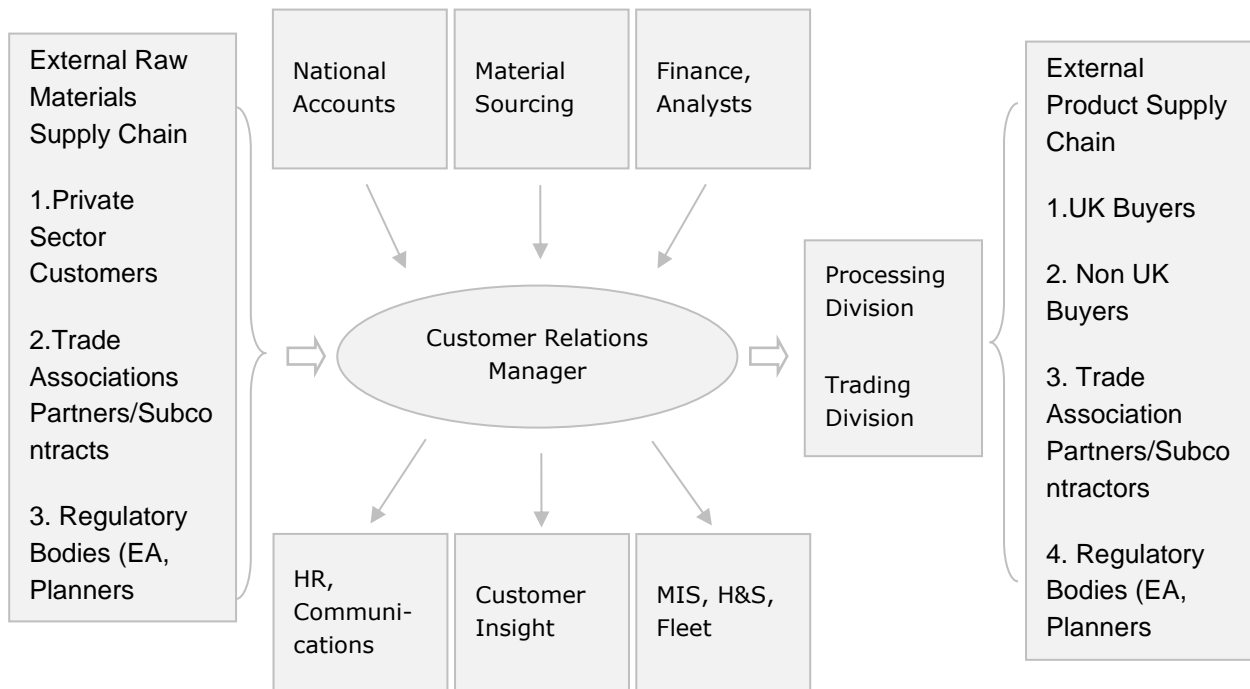 External Raw
Materials
Supply Chain
1.Private
Sector
Customers
2.Trade
Associations
Partners/Subco
ntracts
3. Regulatory
Bodies (EA,
Planners
National
Accounts
Material
Sourcing
Finance,
Analysts
Customer Relations
Manager
HR,
Communi-
cations
Customer
Insight
MIS, H&S,
Fleet
Processing
Division
Trading
Division
External
Product Supply
Chain
1.UK Buyers
2. Non UK
Buyers
3. Trade
Association
Partners/Subco
ntractors
4. Regulatory
Bodies (EA,
Planners